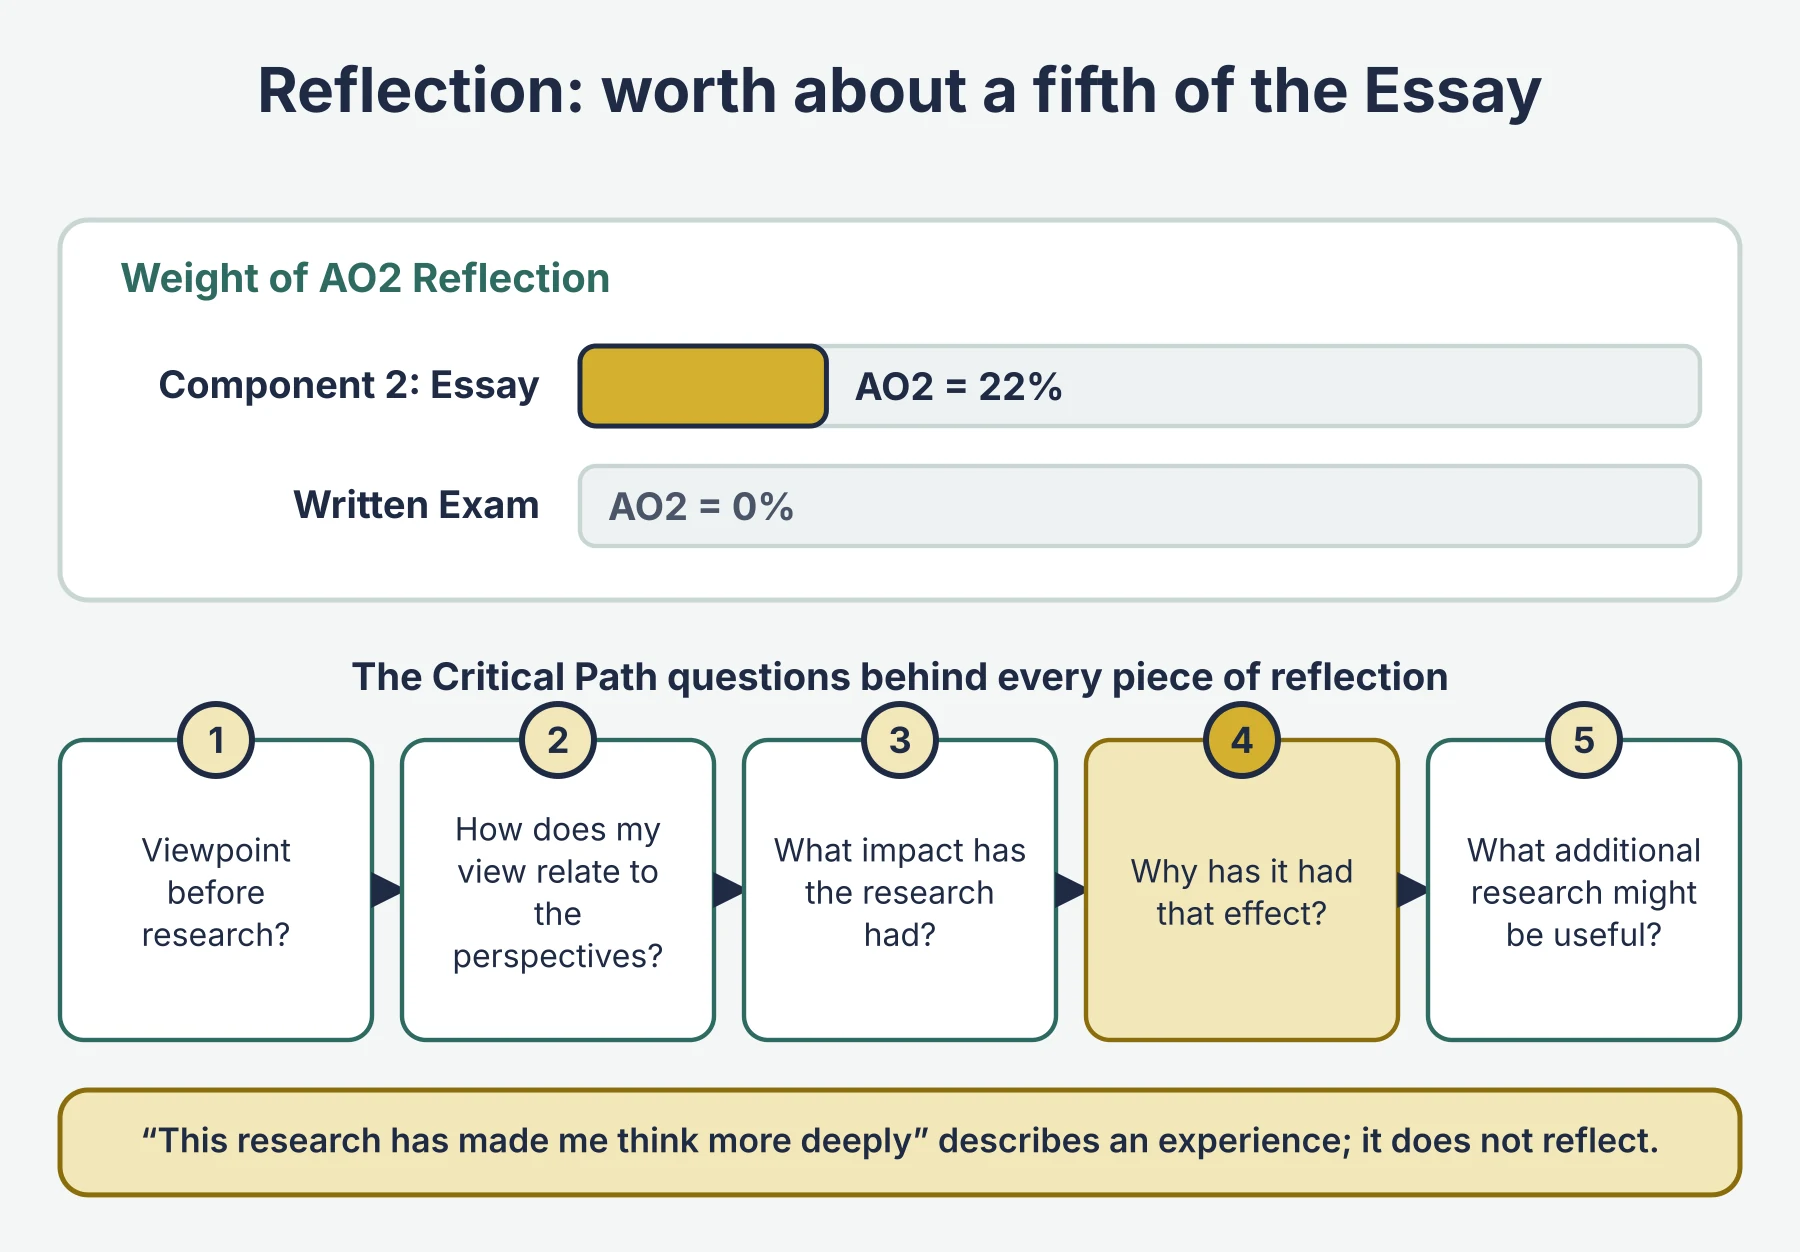 Reflection: worth about a fifth of the Essay
Weight of AO2 Reflection
Component 2: Essay
AO2 = 22%
Written Exam
AO2 = 0%
The Critical Path questions behind every piece of reflection
1
Viewpoint
before
research?
2
How does my
view relate to
the
perspectives?
3
What impact has
the research
had?
4
Why has it had
that effect?
5
What additional
research might
be useful?
“This research has made me think more deeply” describes an experience; it does not reflect.